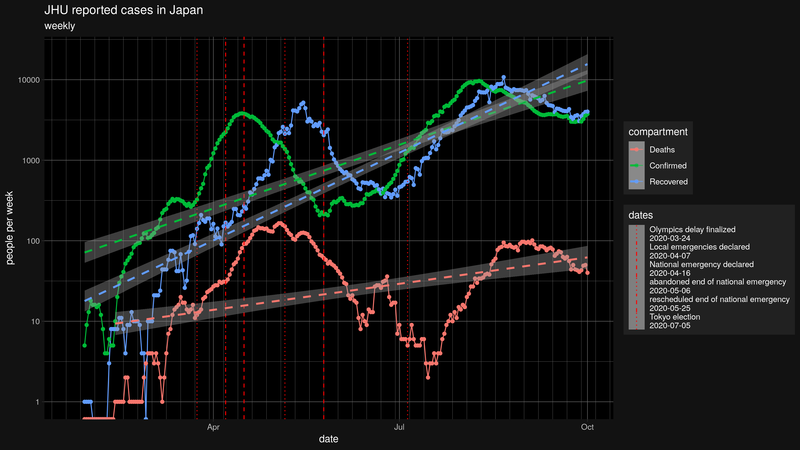 JHU reported cases in Japan
weekly
people per week
10000
1000
100
10
1
Apr
Jul
Oct
date
compartment
Deaths
Confirmed
Recovered
dates
Olympics delay finalized
2020-03-24
Local emergencies declared
2020-04-07
National emergency declared
2020-04-16
abandoned end of national emergency
2020-05-06
rescheduled end of national emergency
2020-05-25
Tokyo election
2020-07-05